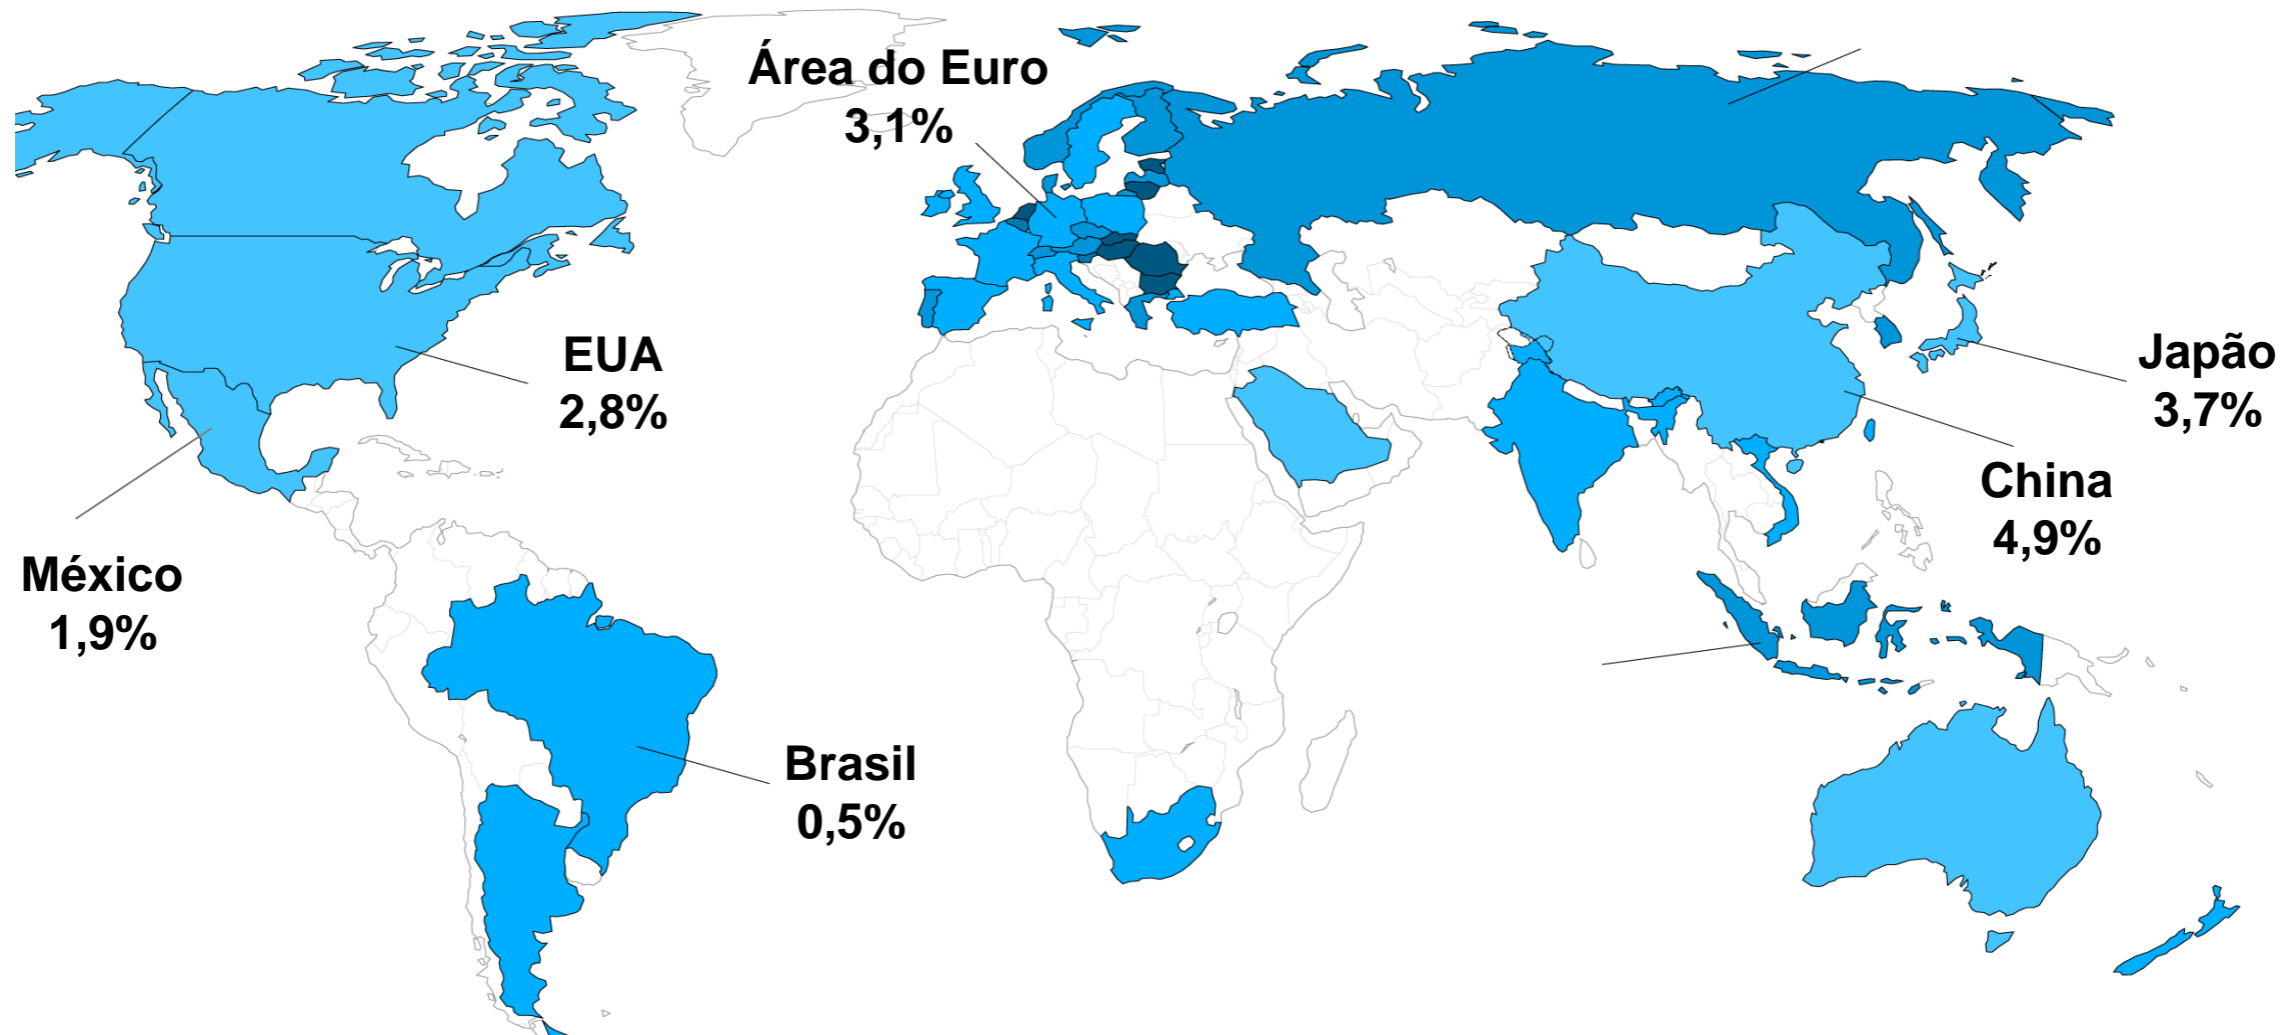 Área do Euro
3,1%
EUA
2,8%
Japão
3,7%
China
4,9%
México
1,9%
Brasil
0,5%